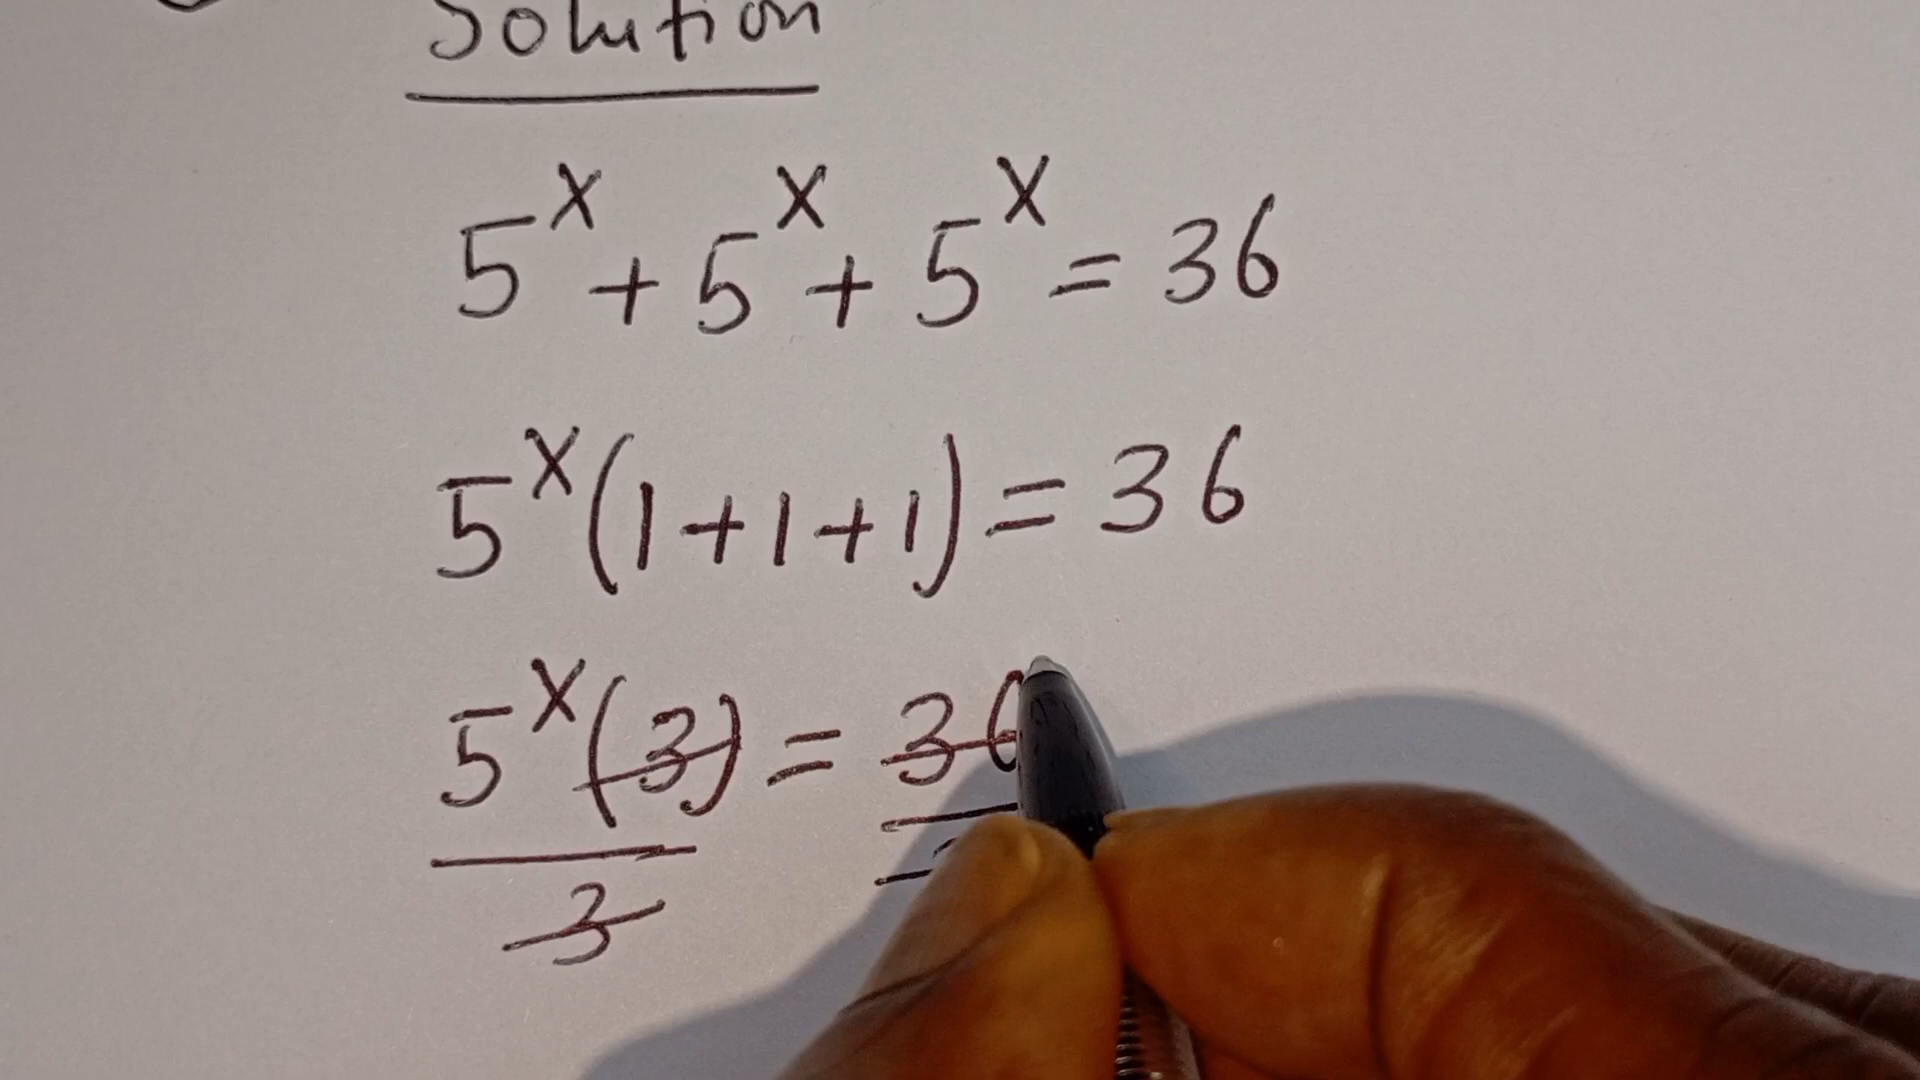 Solution
5^x + 5^x + 5^x = 36
5^x (1+1+1) = 36
5^x (3) = 36
3